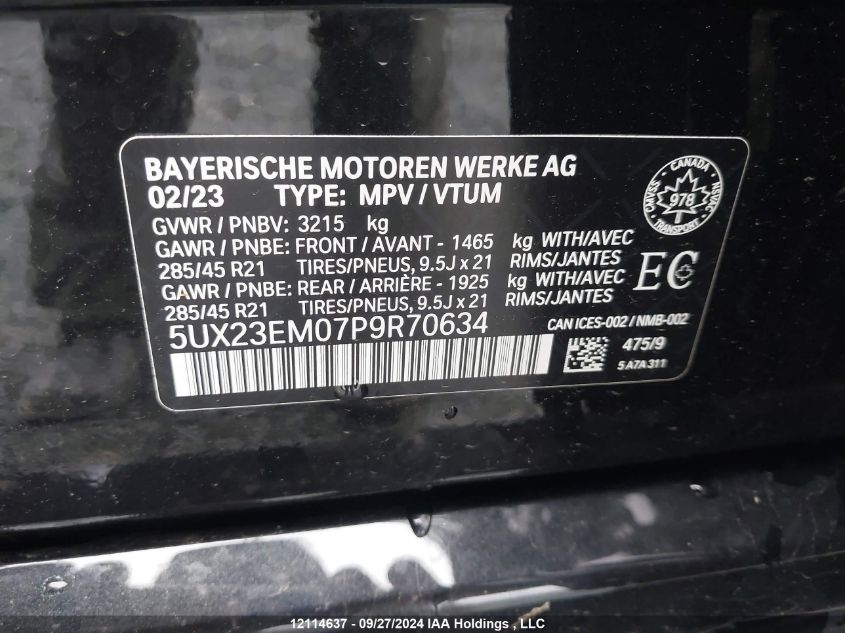 BAYERISCHE MOTOREN WERKE AG
02/23 TYPE: MPV / VTUM
GVWR / PNBV: 3215 kg
GAWR / PNBE: FRONT / AVANT - 1465 kg WITH/AVEC
285/45 R21 TIRES/PNEUS, 9.5J x 21 RIMS/JANTES
GAWR / PNBE: REAR / ARRIÈRE - 1925 kg WITH/AVEC
285/45 R21 TIRES/PNEUS, 9.5J x 21 RIMS/JANTES
5UX23EM07P9R70634
CANADA
CMVSS
NSVAC
978
TRANSPORT
EC
CAN ICES-002 / NMB-002
475/9
5 A7A 311
12114637 - 09/27/2024 IAA Holdings , LLC